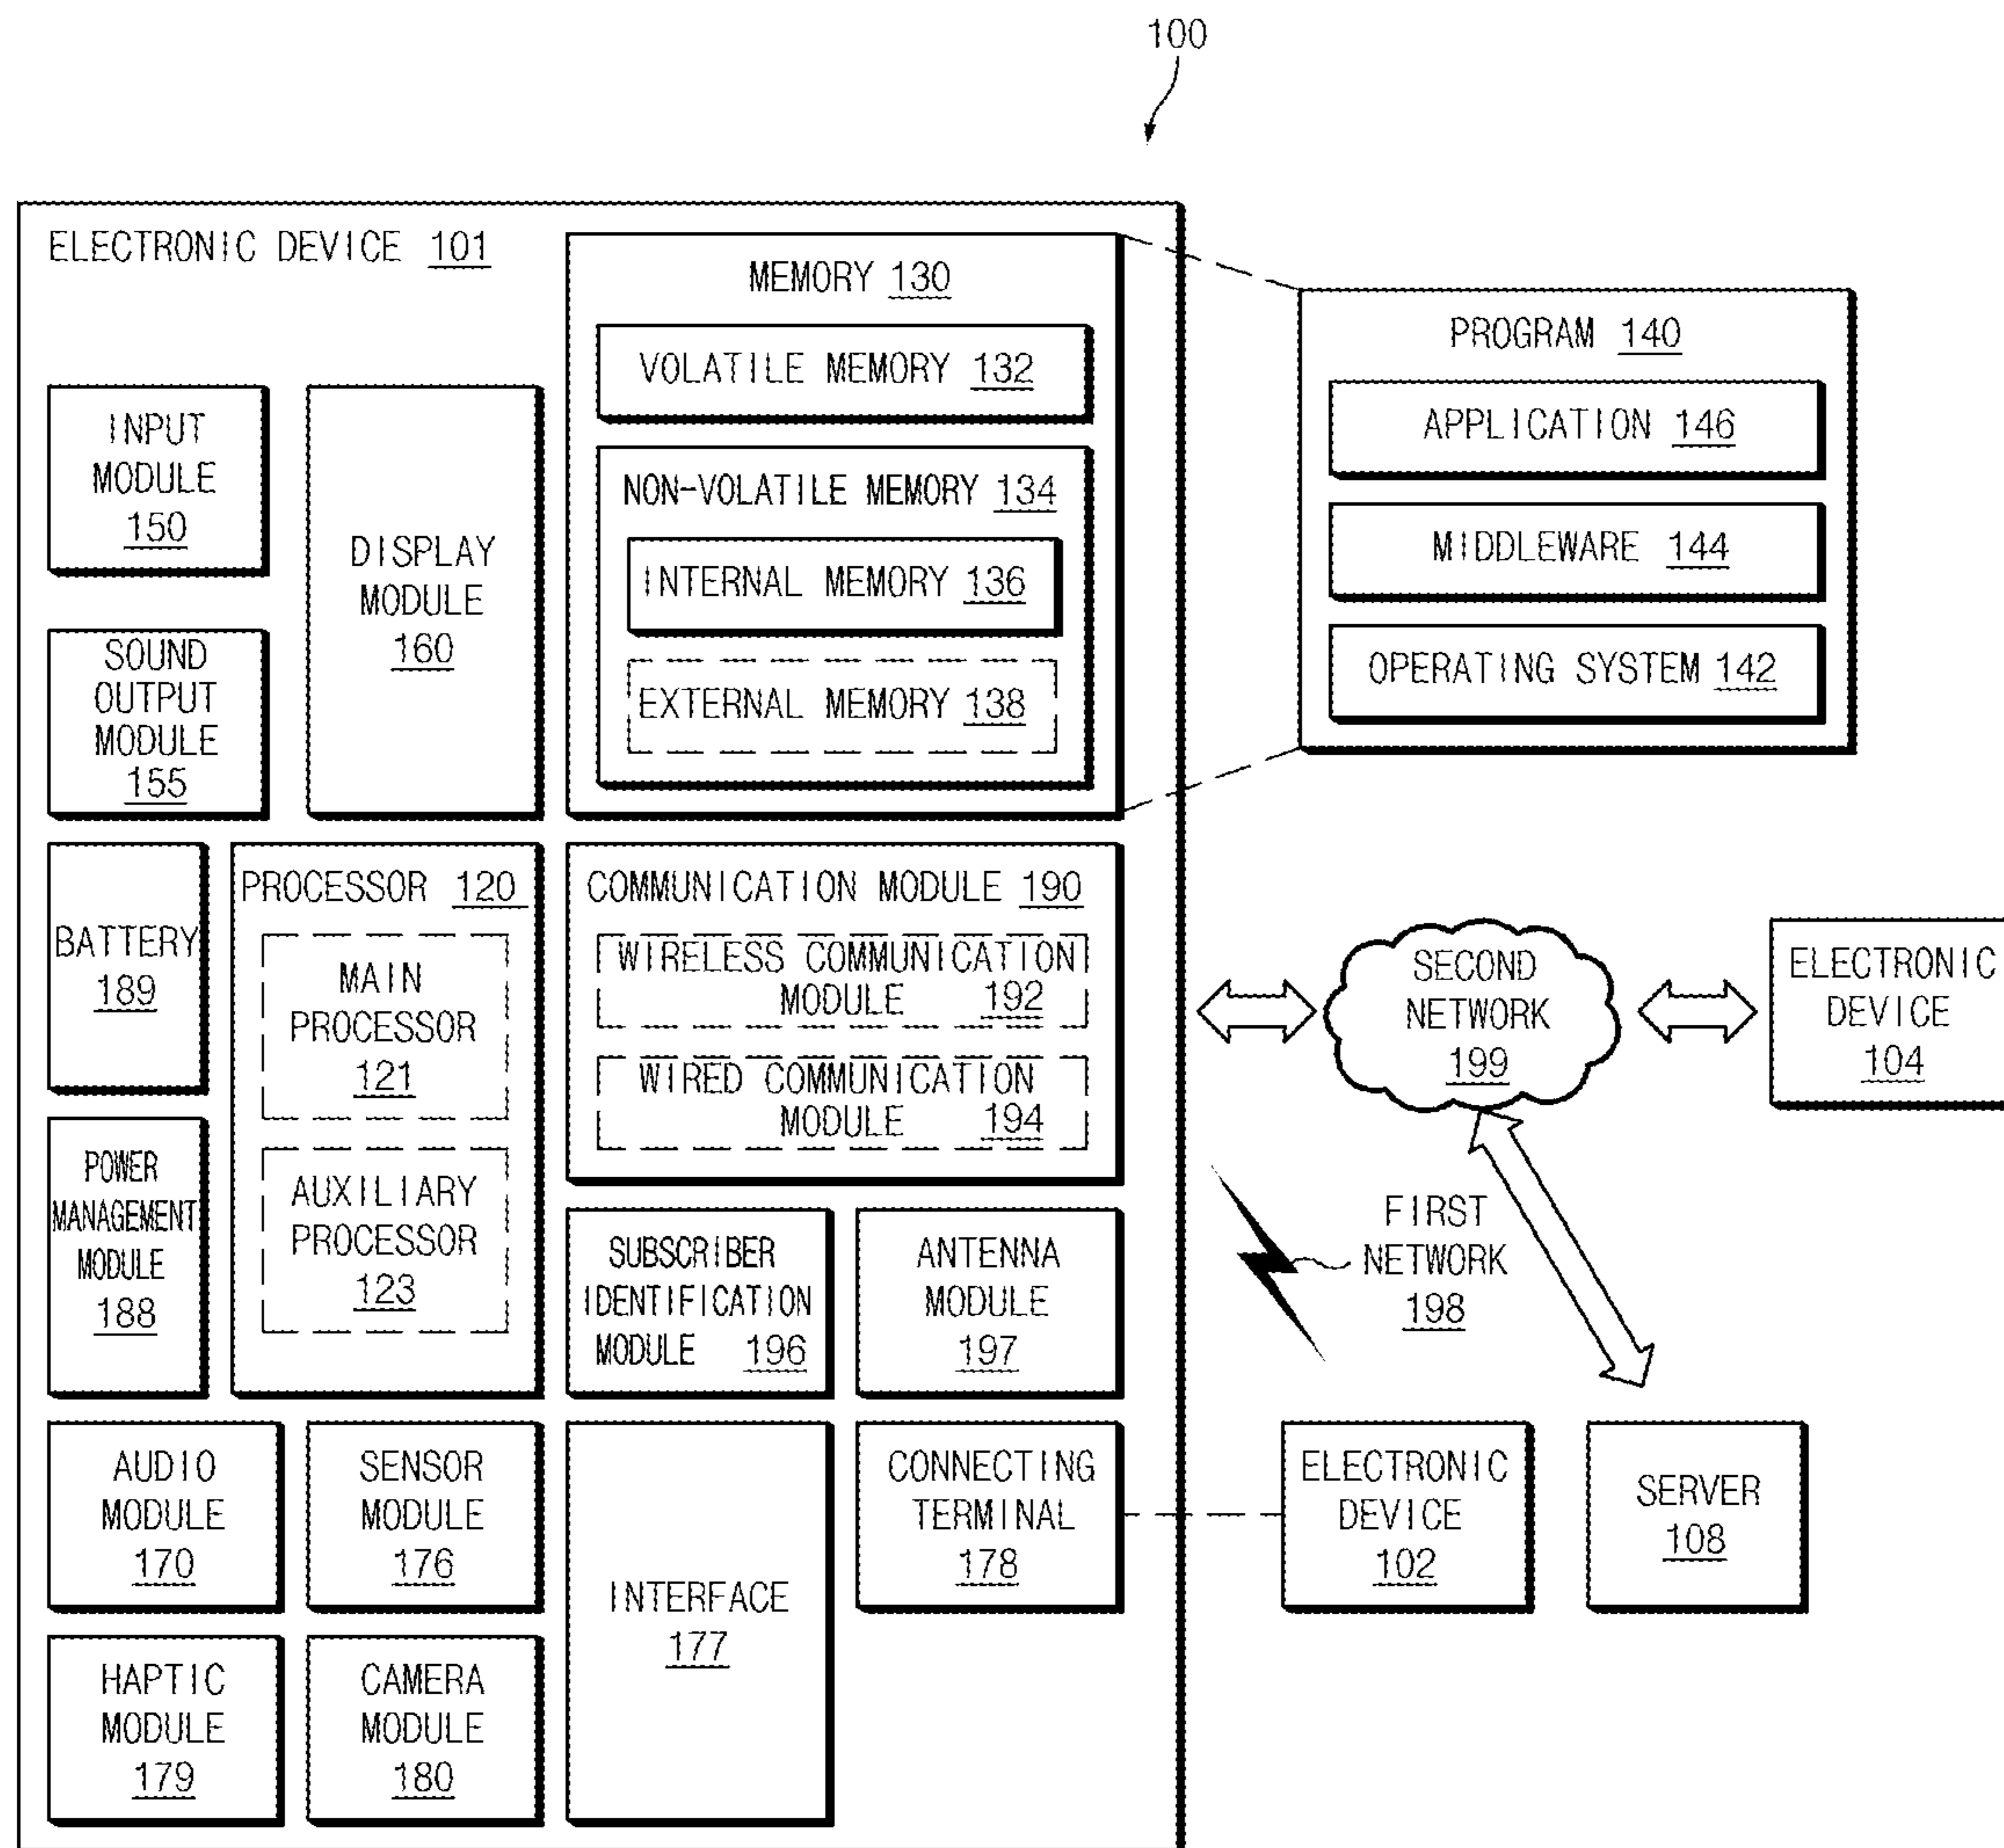 100
ELECTRONIC DEVICE 101
MEMORY 130
VOLATILE MEMORY 132
NON-VOLATILE MEMORY 134
INTERNAL MEMORY 136
EXTERNAL MEMORY 138
PROGRAM 140
APPLICATION 146
MIDDLEWARE 144
OPERATING SYSTEM 142
INPUT
MODULE
150
SOUND
OUTPUT
MODULE
155
DISPLAY
MODULE
160
BATTERY
189
POWER
MANAGEMENT
MODULE
188
PROCESSOR 120
MAIN
PROCESSOR
121
AUXILIARY
PROCESSOR
123
COMMUNICATION MODULE 190
WIRELESS COMMUNICATION
MODULE 192
WIRED COMMUNICATION
MODULE 194
SUBSCRIBER
IDENTIFICATION
MODULE 196
ANTENNA
MODULE
197
SECOND
NETWORK
199
ELECTRONIC
DEVICE
104
FIRST
NETWORK
198
AUDIO
MODULE
170
SENSOR
MODULE
176
INTERFACE
177
CONNECTING
TERMINAL
178
ELECTRONIC
DEVICE
102
SERVER
108
HAPTIC
MODULE
179
CAMERA
MODULE
180